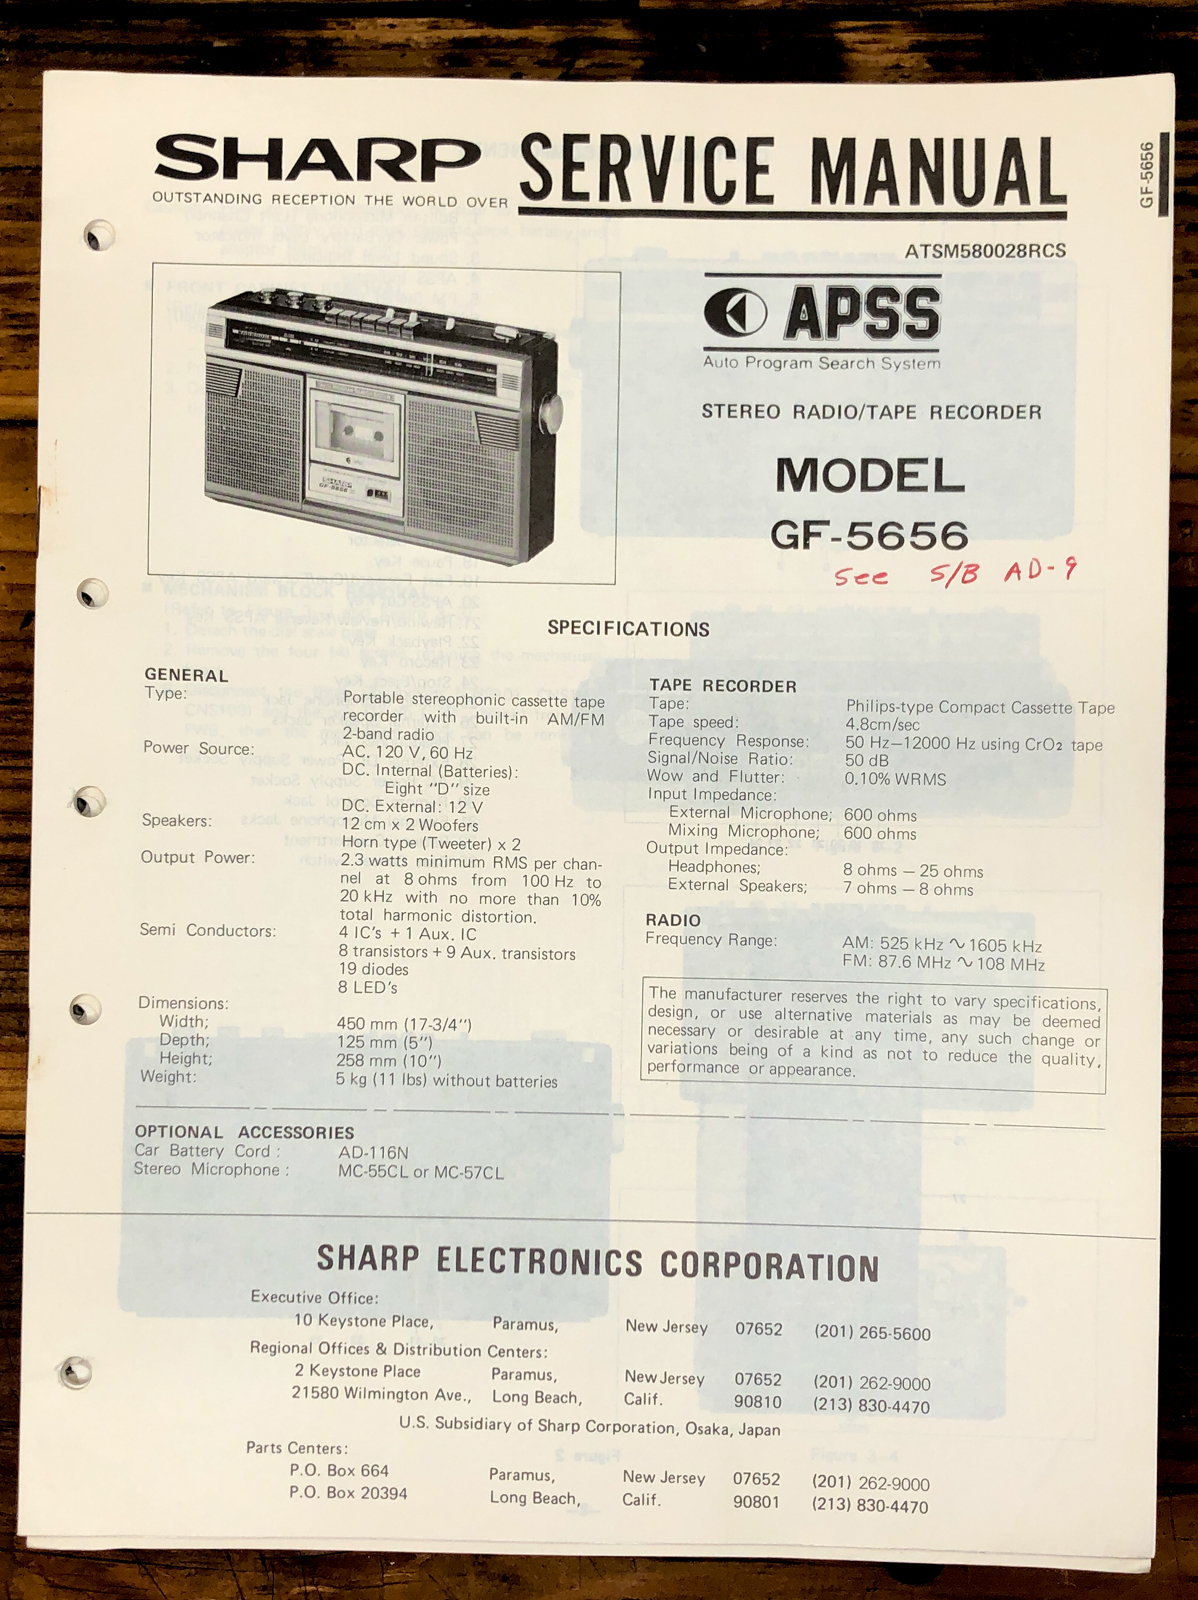 SHARP SERVICE MANUAL
OUTSTANDING RECEPTION THE WORLD OVER
GF-5656
ATSM580028RCS
APSS
Auto Program Search System
STEREO RADIO/TAPE RECORDER
MODEL
GF-5656
See S/B AD-9
SPECIFICATIONS
GENERAL
Type: Portable stereophonic cassette tape
recorder with built-in AM/FM
2-band radio
Power Source: AC. 120 V, 60 Hz
DC. Internal (Batteries):
Eight "D" size
DC. External: 12 V
Speakers: 12 cm x 2 Woofers
Horn type (Tweeter) x 2
Output Power: 2.3 watts minimum RMS per chan-
nel at 8 ohms from 100 Hz to
20 kHz with no more than 10%
total harmonic distortion.
Semi Conductors: 4 IC's + 1 Aux. IC
8 transistors + 9 Aux. transistors
19 diodes
8 LED's
Dimensions:
Width; 450 mm (17-3/4")
Depth; 125 mm (5")
Height; 258 mm (10")
Weight: 5 kg (11 lbs) without batteries
TAPE RECORDER
Tape: Philips-type Compact Cassette Tape
Tape speed: 4.8cm/sec
Frequency Response: 50 Hz–12000 Hz using CrO2 tape
Signal/Noise Ratio: 50 dB
Wow and Flutter: 0.10% WRMS
Input Impedance:
External Microphone; 600 ohms
Mixing Microphone; 600 ohms
Output Impedance:
Headphones; 8 ohms – 25 ohms
External Speakers; 7 ohms – 8 ohms
RADIO
Frequency Range: AM: 525 kHz ∿ 1605 kHz
FM: 87.6 MHz ∿ 108 MHz
The manufacturer reserves the right to vary specifications,
design, or use alternative materials as may be deemed
necessary or desirable at any time, any such change or
variations being of a kind as not to reduce the quality,
performance or appearance.
OPTIONAL ACCESSORIES
Car Battery Cord : AD-116N
Stereo Microphone : MC-55CL or MC-57CL
SHARP ELECTRONICS CORPORATION
Executive Office:
10 Keystone Place, Paramus, New Jersey 07652 (201) 265-5600
Regional Offices & Distribution Centers:
2 Keystone Place Paramus, New Jersey 07652 (201) 262-9000
21580 Wilmington Ave., Long Beach, Calif. 90810 (213) 830-4470
U.S. Subsidiary of Sharp Corporation, Osaka, Japan
Parts Centers:
P.O. Box 664 Paramus, New Jersey 07652 (201) 262-9000
P.O. Box 20394 Long Beach, Calif. 90801 (213) 830-4470